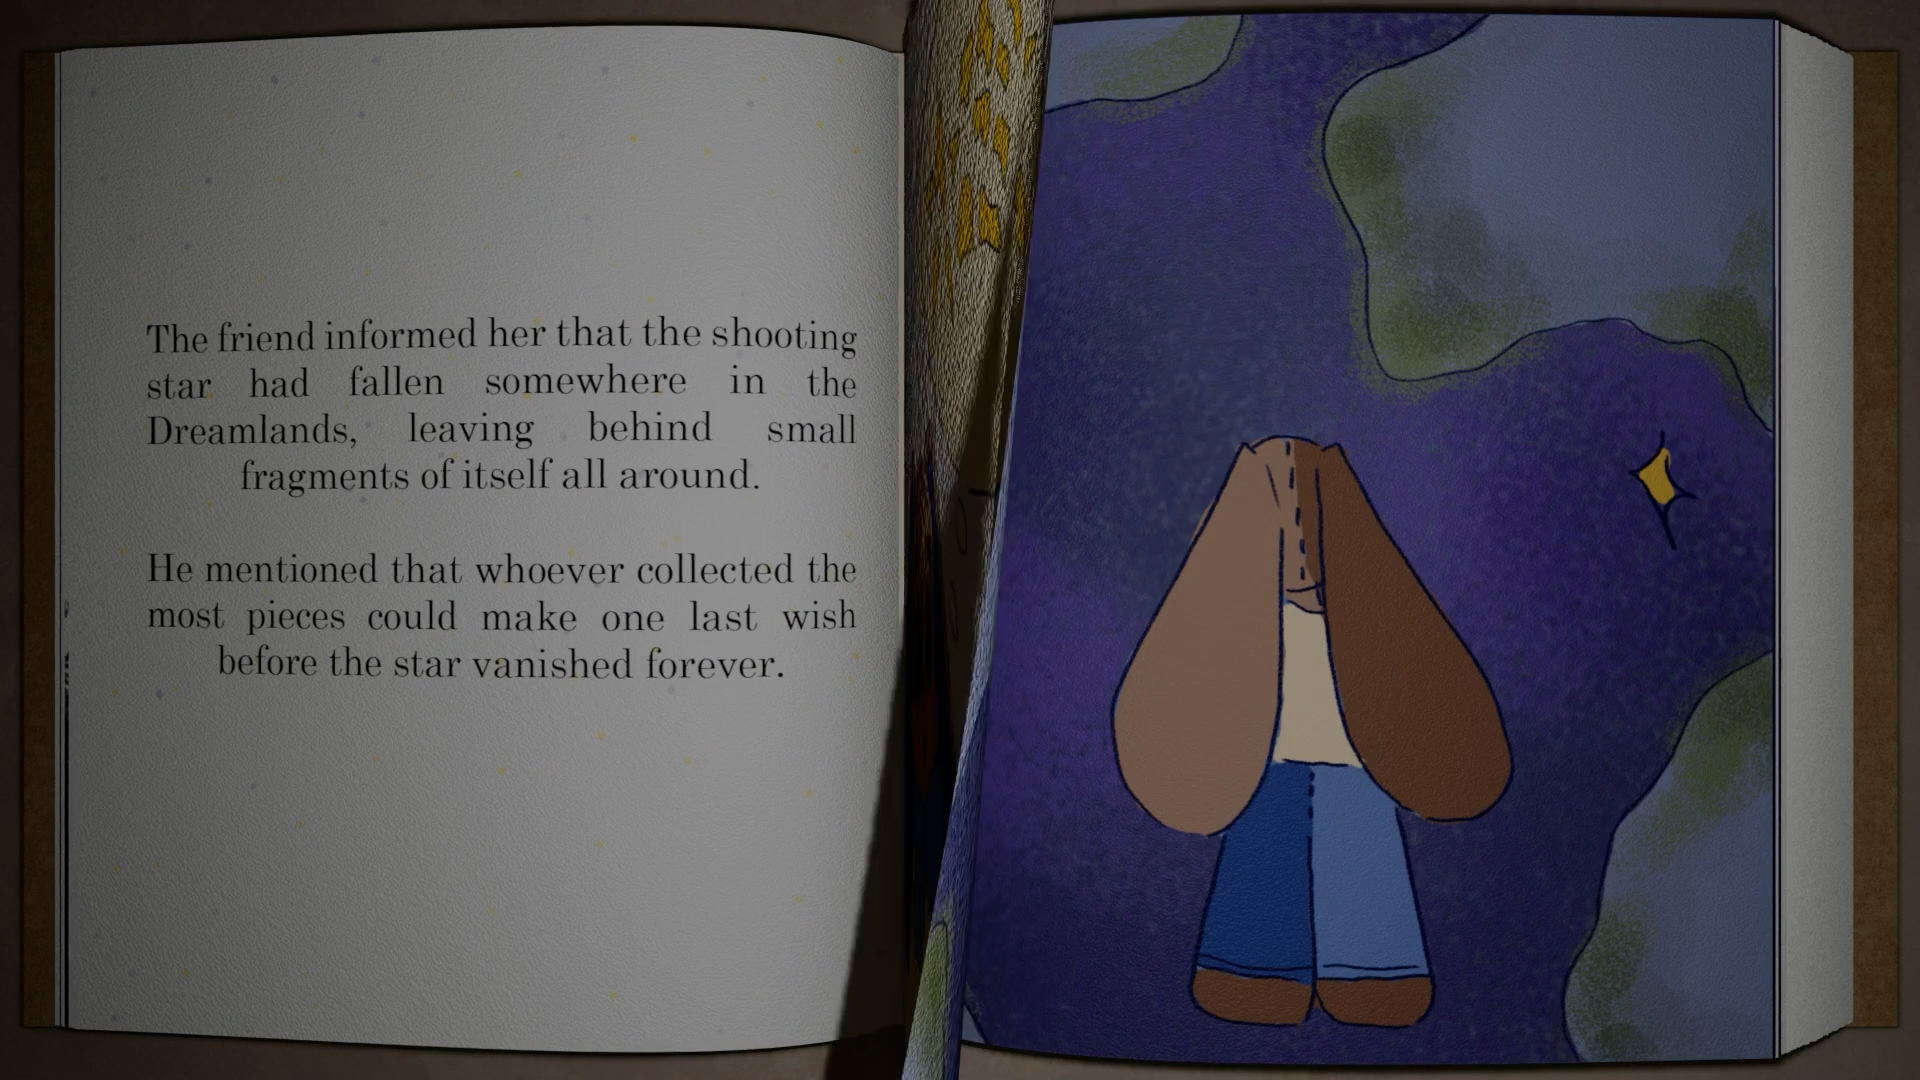 The friend informed her that the shooting
star had fallen somewhere in the
Dreamlands, leaving behind small
fragments of itself all around.
He mentioned that whoever collected the
most pieces could make one last wish
before the star vanished forever.